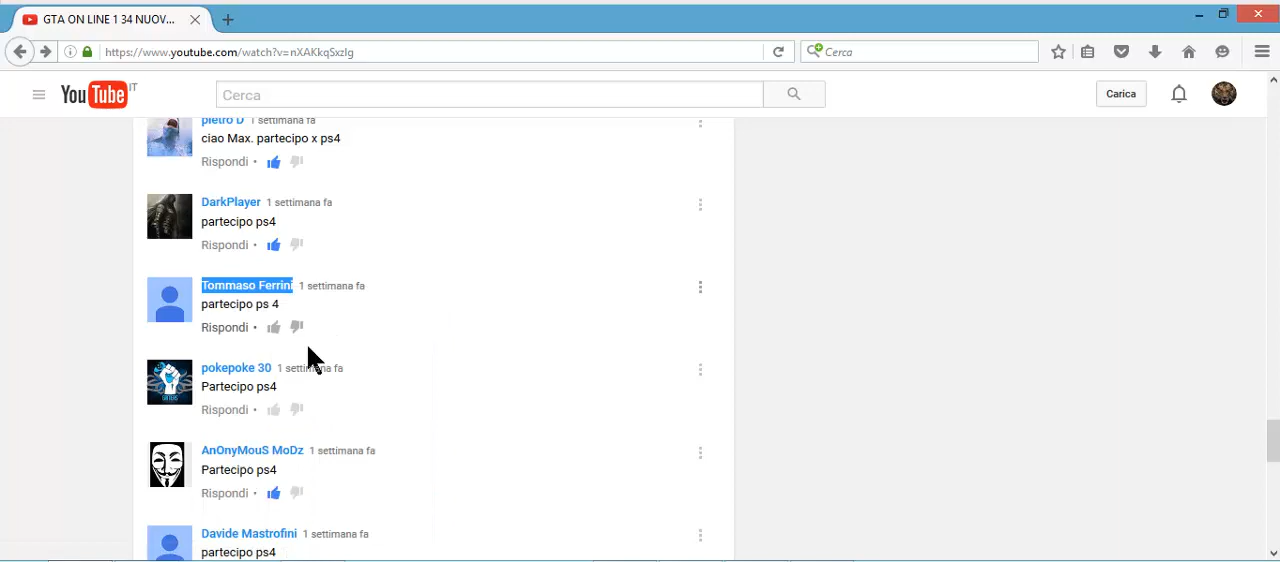 GTA ON LINE 1 34 NUOV...
https://www.youtube.com/watch?v=nXAKkqSxzIg
Cerca
YouTube IT
Cerca
Carica
pietro D 1 settimana fa
ciao Max. partecipo x ps4
Rispondi •
DarkPlayer 1 settimana fa
partecipo ps4
Rispondi •
Tommaso Ferrini 1 settimana fa
partecipo ps 4
Rispondi •
pokepoke 30 1 settimana fa
Partecipo ps4
Rispondi •
AnOnyMouS MoDz 1 settimana fa
Partecipo ps4
Rispondi •
Davide Mastrofini 1 settimana fa
partecipo ps4